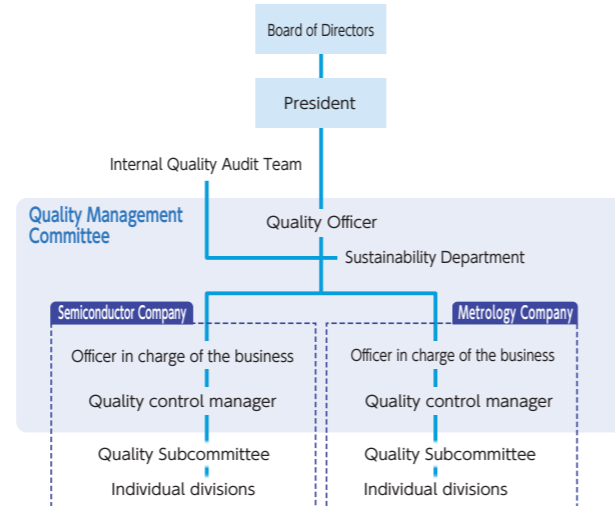 Board of Directors
President
Internal Quality Audit Team
Quality Management
Committee
Quality Officer
Sustainability Department
Semiconductor Company
Metrology Company
Officer in charge of the business
Officer in charge of the business
Quality control manager
Quality control manager
Quality Subcommittee
Quality Subcommittee
Individual divisions
Individual divisions